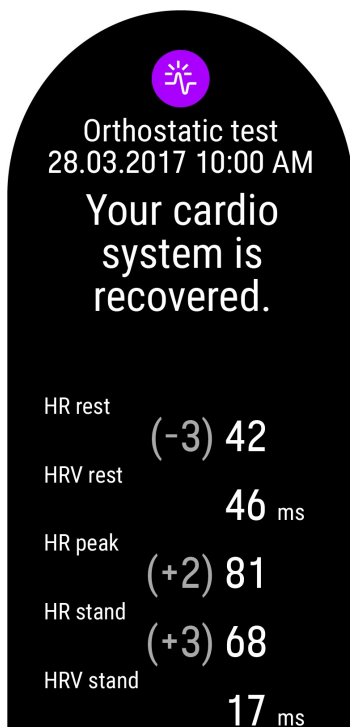 Orthostatic test
28.03.2017 10:00 AM
Your cardio
system is
recovered.
HR rest
(-3) 42
HRV rest
46 ms
HR peak
(+2) 81
HR stand
(+3) 68
HRV stand
17 ms